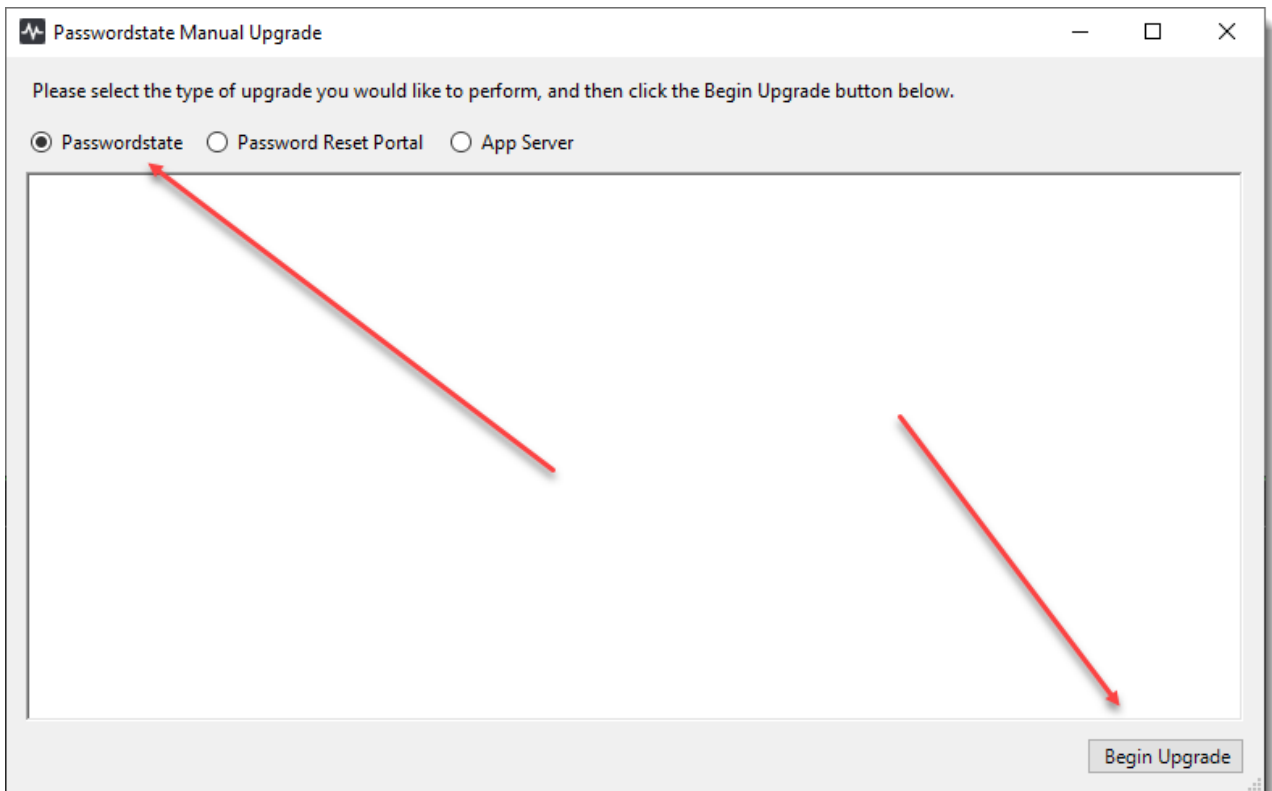 Passwordstate Manual Upgrade
Please select the type of upgrade you would like to perform, and then click the Begin Upgrade button below.
Passwordstate Password Reset Portal App Server
Begin Upgrade